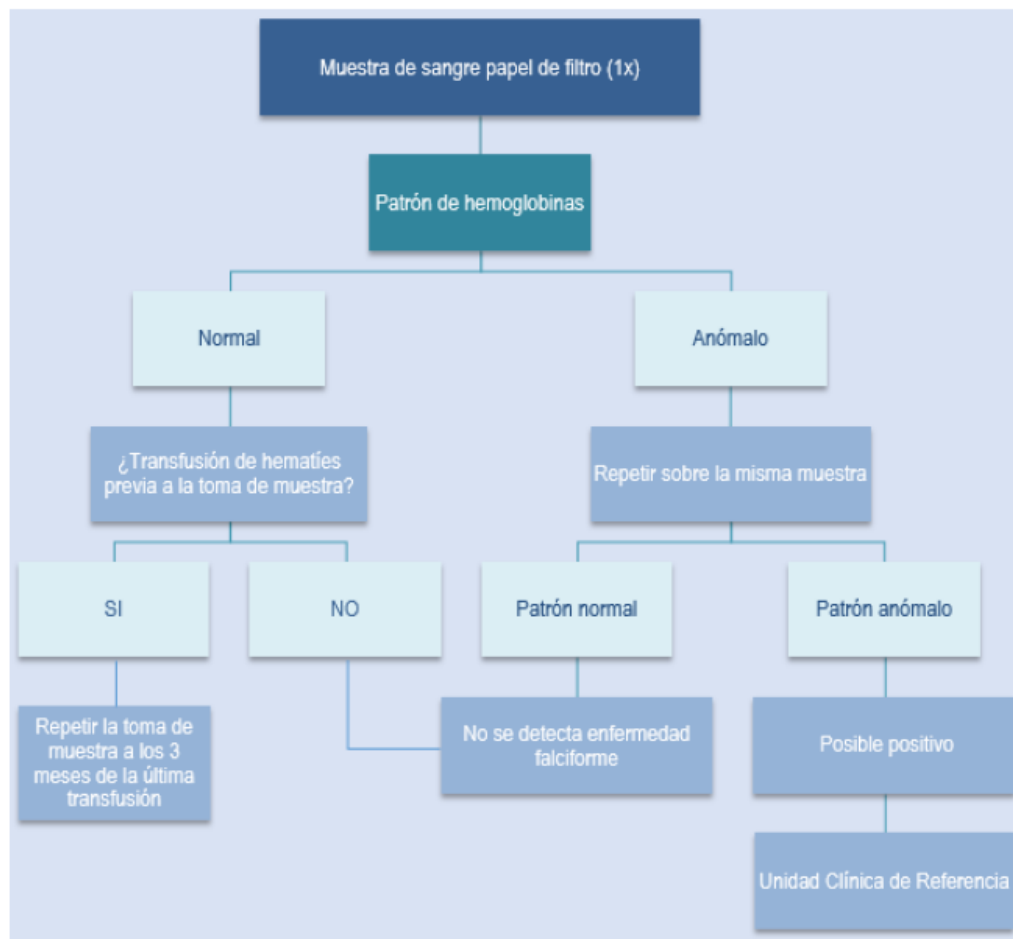 Muestra de sangre papel de filtro (1x)
Patrón de hemoglobinas
Normal
Anómalo
¿Transfusión de hematíes
previa a la toma de muestra?
Repetir sobre la misma muestra
SI
NO
Patrón normal
Patrón anómalo
Repetir la toma de
muestra a los 3
meses de la última
transfusión
No se detecta enfermedad
falciforme
Posible positivo
Unidad Clínica de Referencia